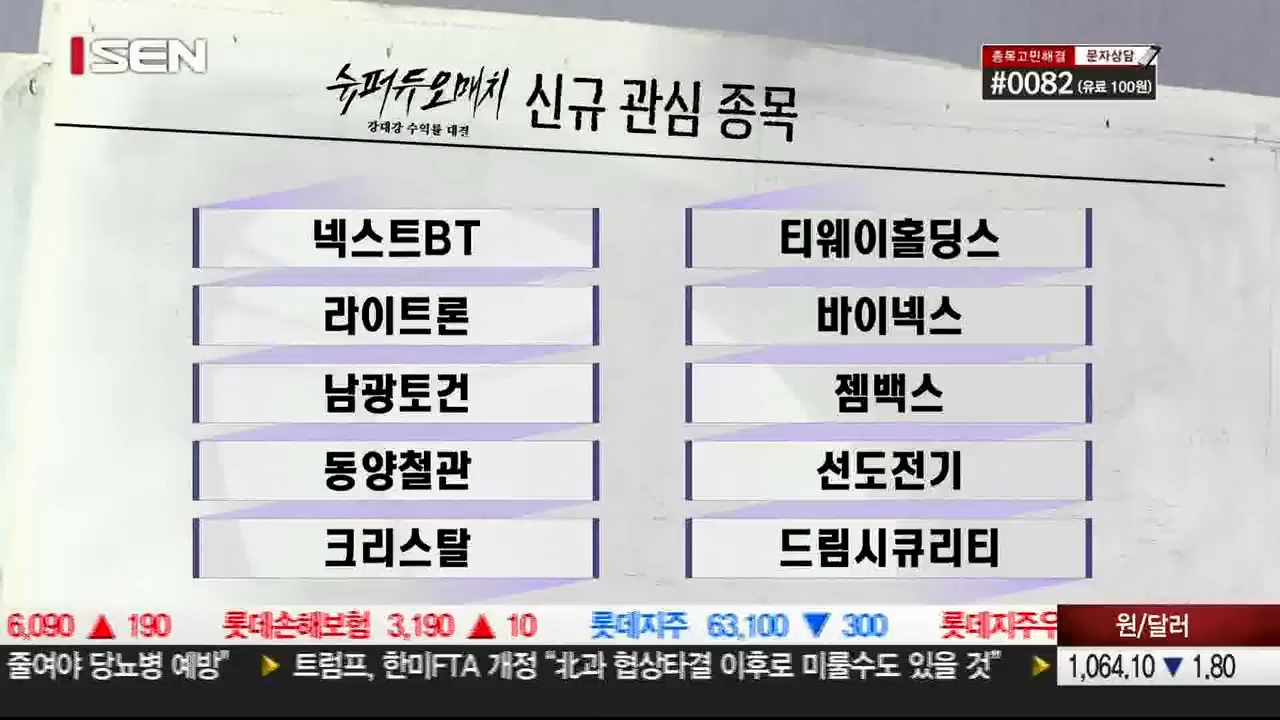 SEN
종목고민해결 문자상담
#0082 (유료 100원)
슈퍼듀오매치 신규 관심 종목
강대강 수익률 대결
넥스트BT
티웨이홀딩스
라이트론
바이넥스
남광토건
젬백스
동양철관
선도전기
크리스탈
드림시큐리티
6,090 ▲ 190 롯데손해보험 3,190 ▲ 10 롯데지주 63,100 ▼ 300 롯데지주우
원/달러
줄여야 당뇨병 예방” ▶ 트럼프, 한미FTA 개정 “北과 협상타결 이후로 미룰수도 있을 것” ▶
1,064.10 ▼ 1.80